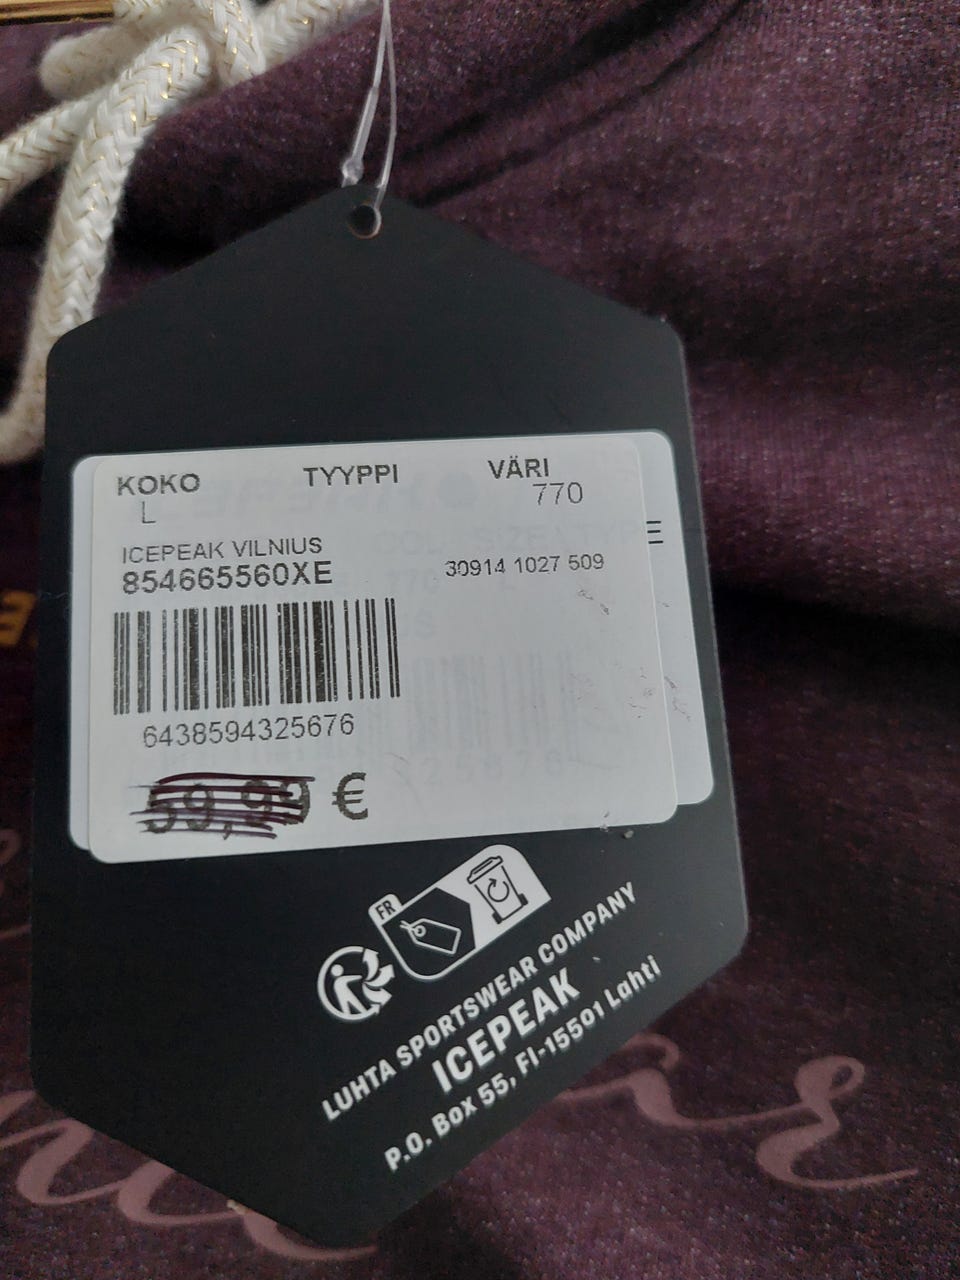 KOKO TYYPPI VÄRI
L 770
E
ICEPEAK VILNIUS
854665560XE 30914 1027 509
6438594325676
59,99 €
FR
LUHTA SPORTSWEAR COMPANY
ICEPEAK
P.O. Box 55, FI-15501 Lahti